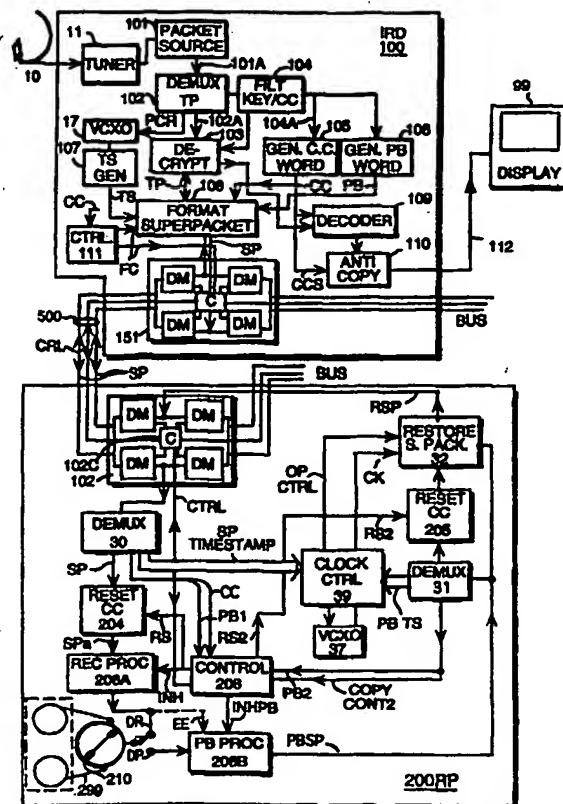 101
PACKET SOURCE
IRD
100
11
TUNER
10
101A
102
DEMUX TP
FILT KEY/CC
104
99
DISPLAY
PCR
102A
103
104A
105
106
17
VCXO
DE-CRYPT
GEN. C.C. WORD
GEN. PB WORD
107
TS GEN
TP
108
CC
PB
109
TS
FORMAT SUPERPACKET
DECODER
CC
SP
110
CTRL 111
FC
ANTI COPY
112
CCS
DM
DM
C
DM
DM
151
500
BUS
CRL
SP
BUS
RSP
DM
DM
C
DM
DM
102C
102
RESTORE S. PACK.
32
OP CTRL
CX
CTRL
RS2
RESET CC 205
DEMUX 30
SP TIMESTAMP
SP
CC
CLOCK CTRL 39
DEMUX 31
PB TS
PB1
RS2
RESET CC 204
RS
VCXO 37
SPa
REC PROC 206A
INH
CONTROL 206
PB2
COPY CONT2
INHPB
DR
EE
DP
PB PROC 206B
PBSP
210
299
200RP